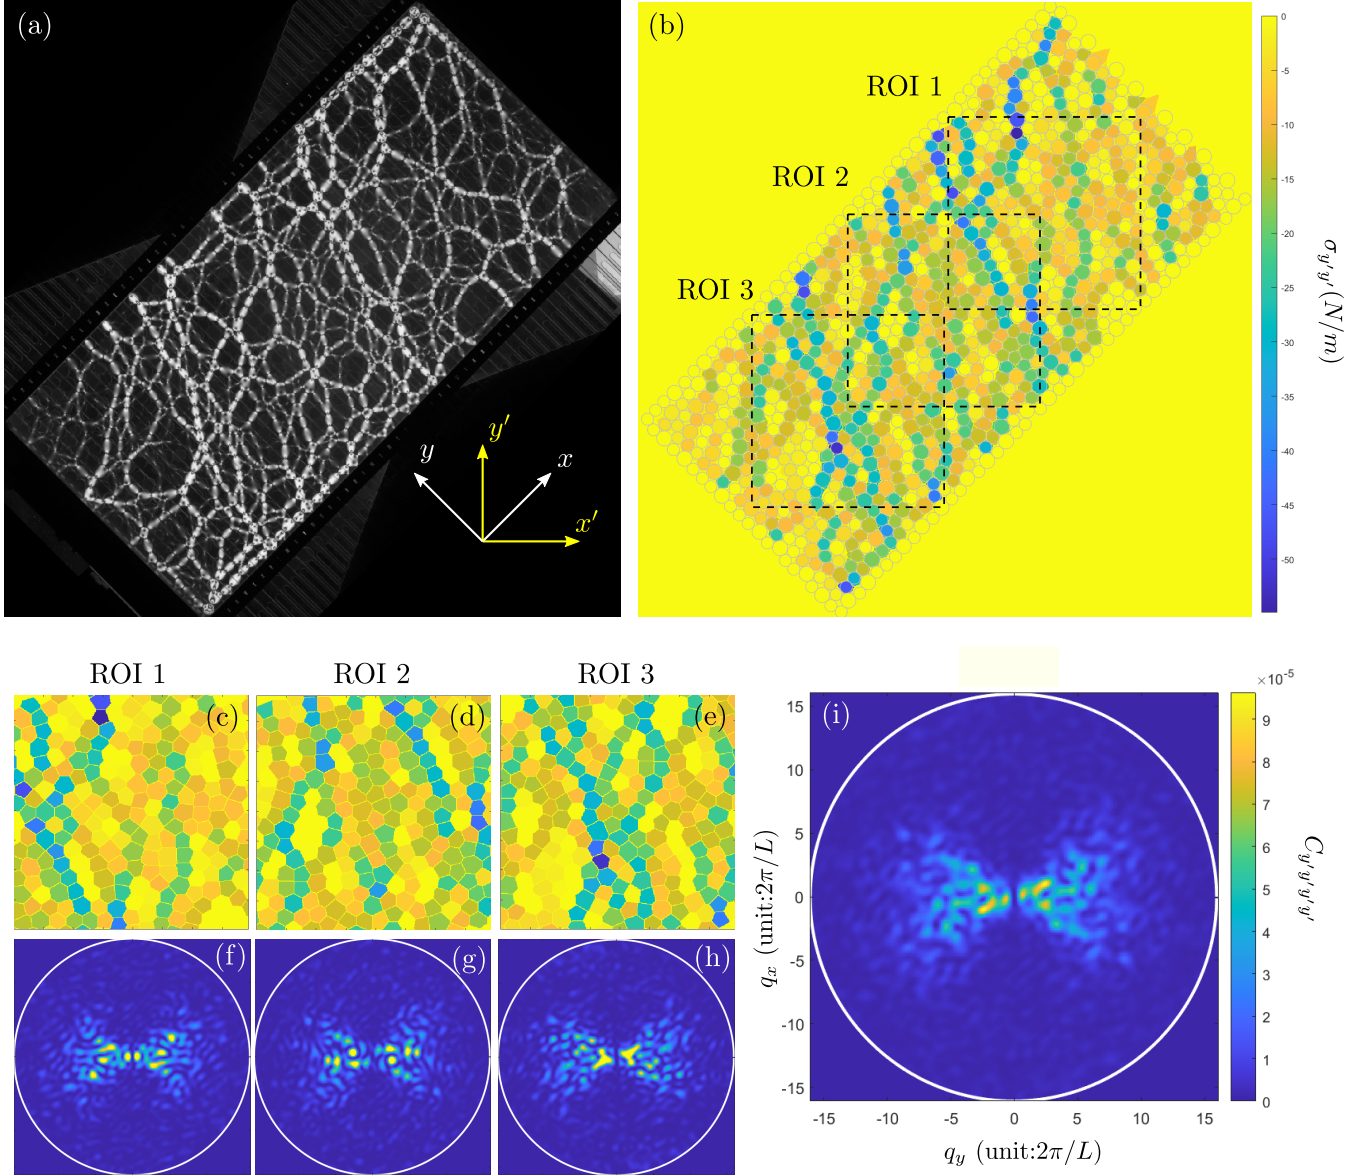 (a)
y
y′
x
x′
(b)
ROI 1
ROI 2
ROI 3
0
-5
-10
-15
-20
-25
-30
-35
-40
-45
-50
σy′y′(N/m)
ROI 1
ROI 2
ROI 3
(c)
(d)
(e)
(f)
(g)
(h)
(i)
15
10
5
0
-5
-10
-15
qx (unit:2π/L)
-15
-10
-5
0
5
10
15
qy (unit:2π/L)
×10-5
9
8
7
6
5
4
3
2
1
0
Cy′y′y′y′